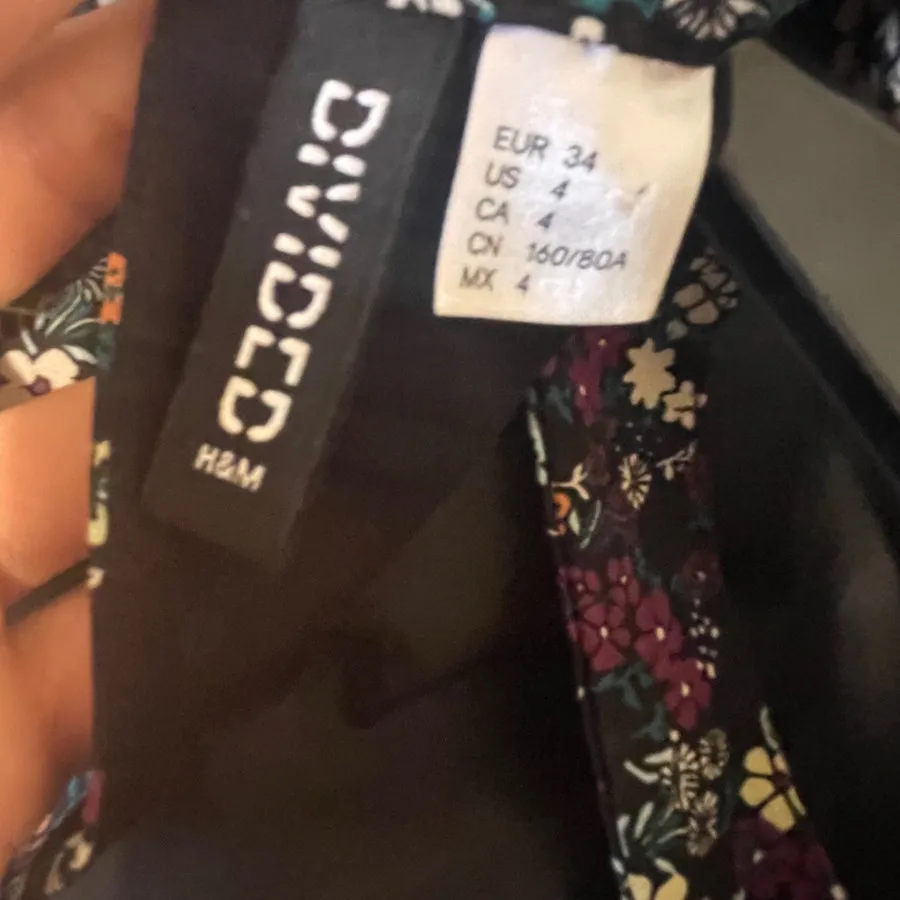 DIVIDED
H&M
EUR 34
US 4
CA 4
CN 160/80A
MX 4